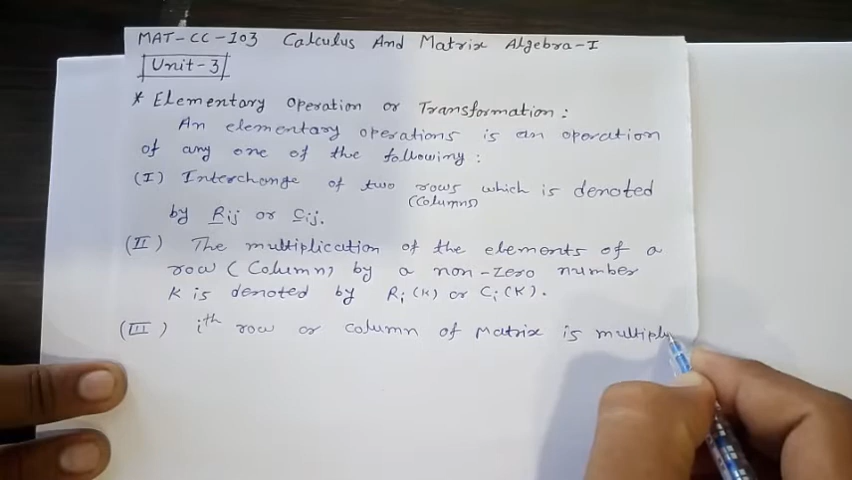 MAT-CC-103 Calculus And Matrix Algebra-I
Unit-3
* Elementary Operation or Transformation:
An elementary operations is an operation
of any one of the following:
(I) Interchange of two rows which is denoted
(Columns)
by Rij or Cij.
(II) The multiplication of the elements of a
row (Column) by a non-zero number
K is denoted by Ri(K) or Ci(K).
(III) ith row or column of Matrix is multiply